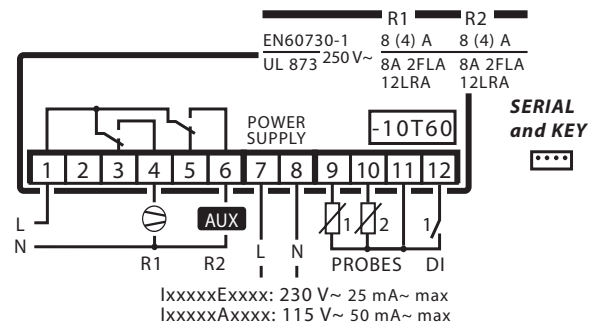 R1 R2
EN60730-1 8 (4) A 8 (4) A
UL 873 250 V~ 8A 2FLA 8A 2FLA
12LRA 12LRA
SERIAL
and KEY
POWER
SUPPLY
-10T60
1 2 3 4 5 6 7 8 9 10 11 12
L
N
AUX
1 2 1
R1 R2 L N PROBES DI
IxxxxxExxxx: 230 V~ 25 mA~ max
IxxxxxAxxxx: 115 V~ 50 mA~ max